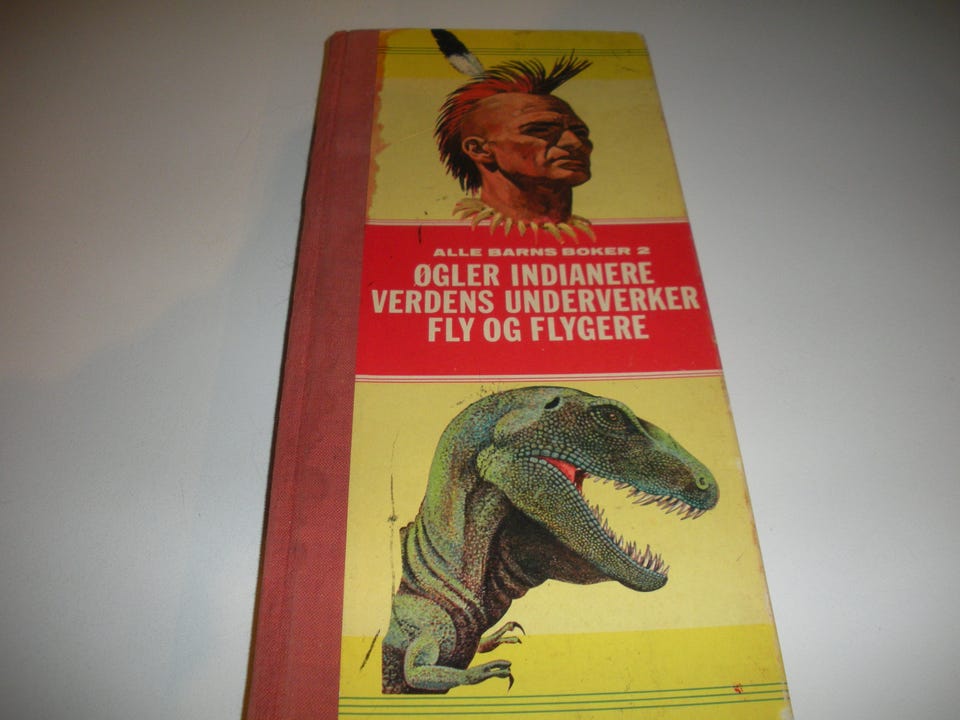 ALLE BARNS BOKER 2
ØGLER INDIANERE
VERDENS UNDERVERKER
FLY OG FLYGERE